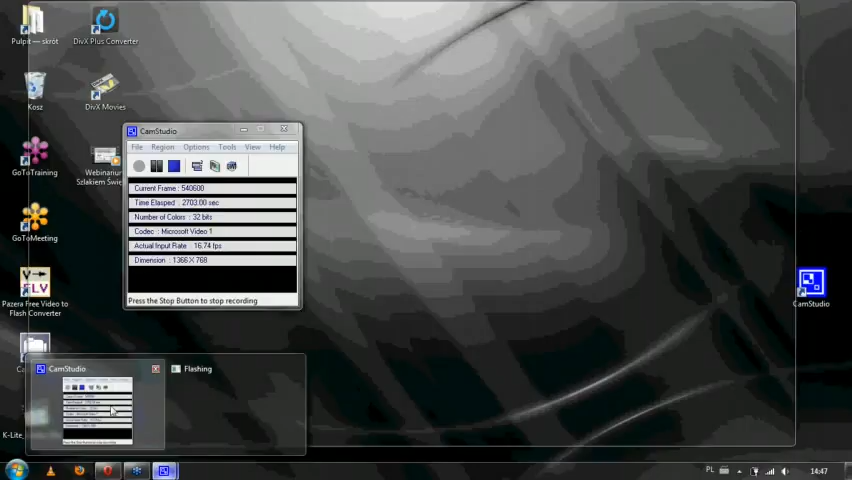 Pulpit — skrót
DivX Plus Converter
Kosz
DivX Movies
GoToTraining
Webinarium
Szlakiem Świę
GoToMeeting
Pazera Free Video to
Flash Converter
K-Lite
CamStudio
File Region Options Tools View Help
Current Frame : 540600
Time Elasped : 2703.00 sec
Number of Colors : 32 bits
Codec : Microsoft Video 1
Actual Input Rate : 16.74 fps
Dimension : 1366 X 768
Press the Stop Button to stop recording
CamStudio
CamStudio
Flashing
PL
14:47